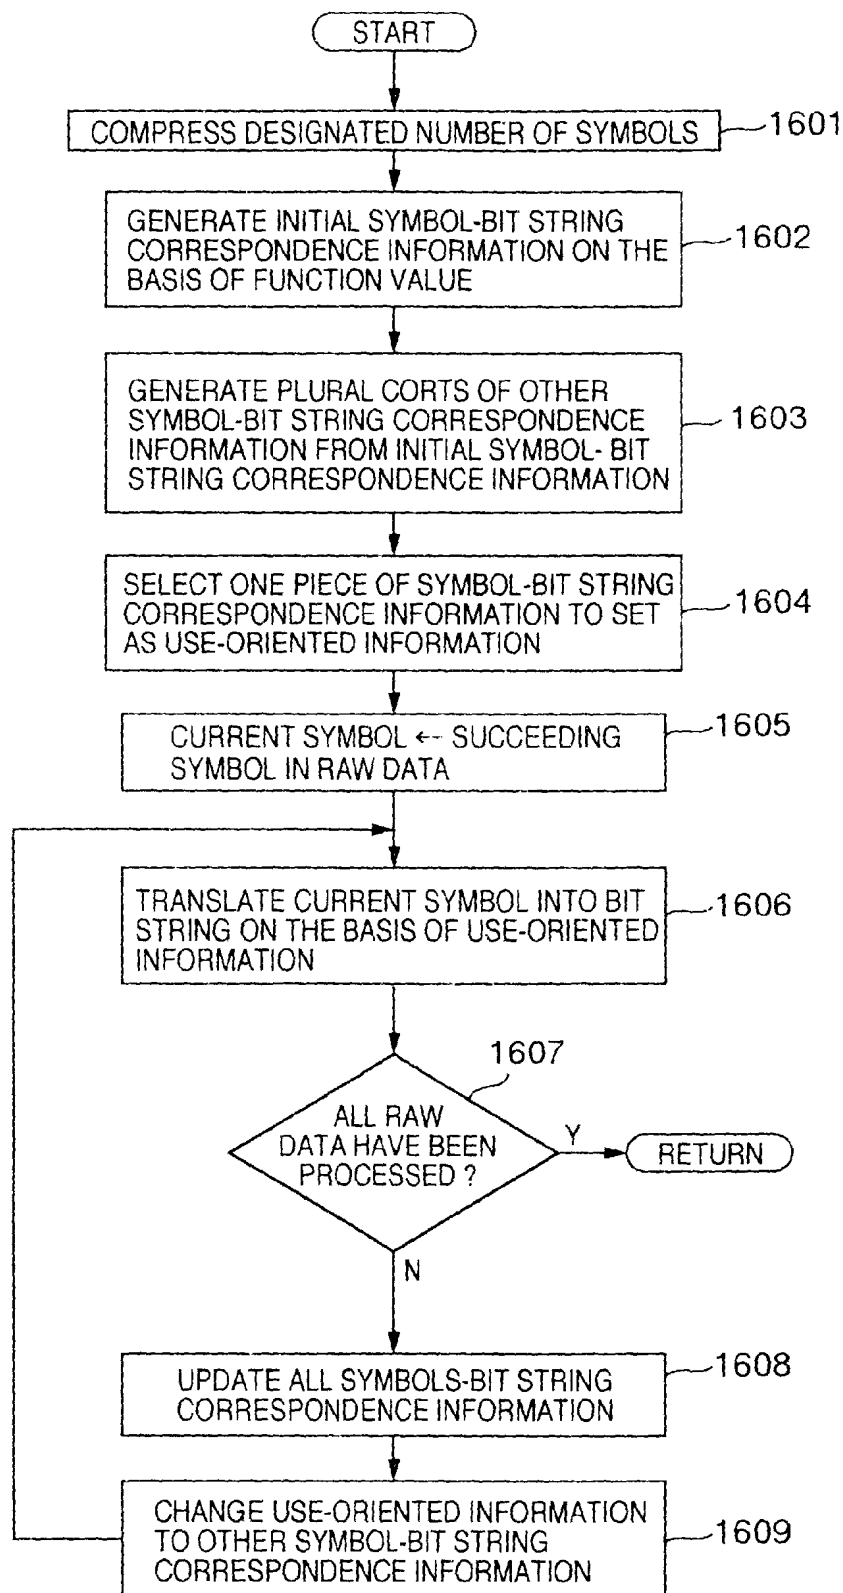 START
COMPRESS DESIGNATED NUMBER OF SYMBOLS
1601
GENERATE INITIAL SYMBOL-BIT STRING
CORRESPONDENCE INFORMATION ON THE
BASIS OF FUNCTION VALUE
1602
GENERATE PLURAL CORTS OF OTHER
SYMBOL-BIT STRING CORRESPONDENCE
INFORMATION FROM INITIAL SYMBOL- BIT
STRING CORRESPONDENCE INFORMATION
1603
SELECT ONE PIECE OF SYMBOL-BIT STRING
CORRESPONDENCE INFORMATION TO SET
AS USE-ORIENTED INFORMATION
1604
CURRENT SYMBOL ← SUCCEEDING
SYMBOL IN RAW DATA
1605
TRANSLATE CURRENT SYMBOL INTO BIT
STRING ON THE BASIS OF USE-ORIENTED
INFORMATION
1606
1607
ALL RAW
DATA HAVE BEEN
PROCESSED ?
Y
RETURN
N
UPDATE ALL SYMBOLS-BIT STRING
CORRESPONDENCE INFORMATION
1608
CHANGE USE-ORIENTED INFORMATION
TO OTHER SYMBOL-BIT STRING
CORRESPONDENCE INFORMATION
1609